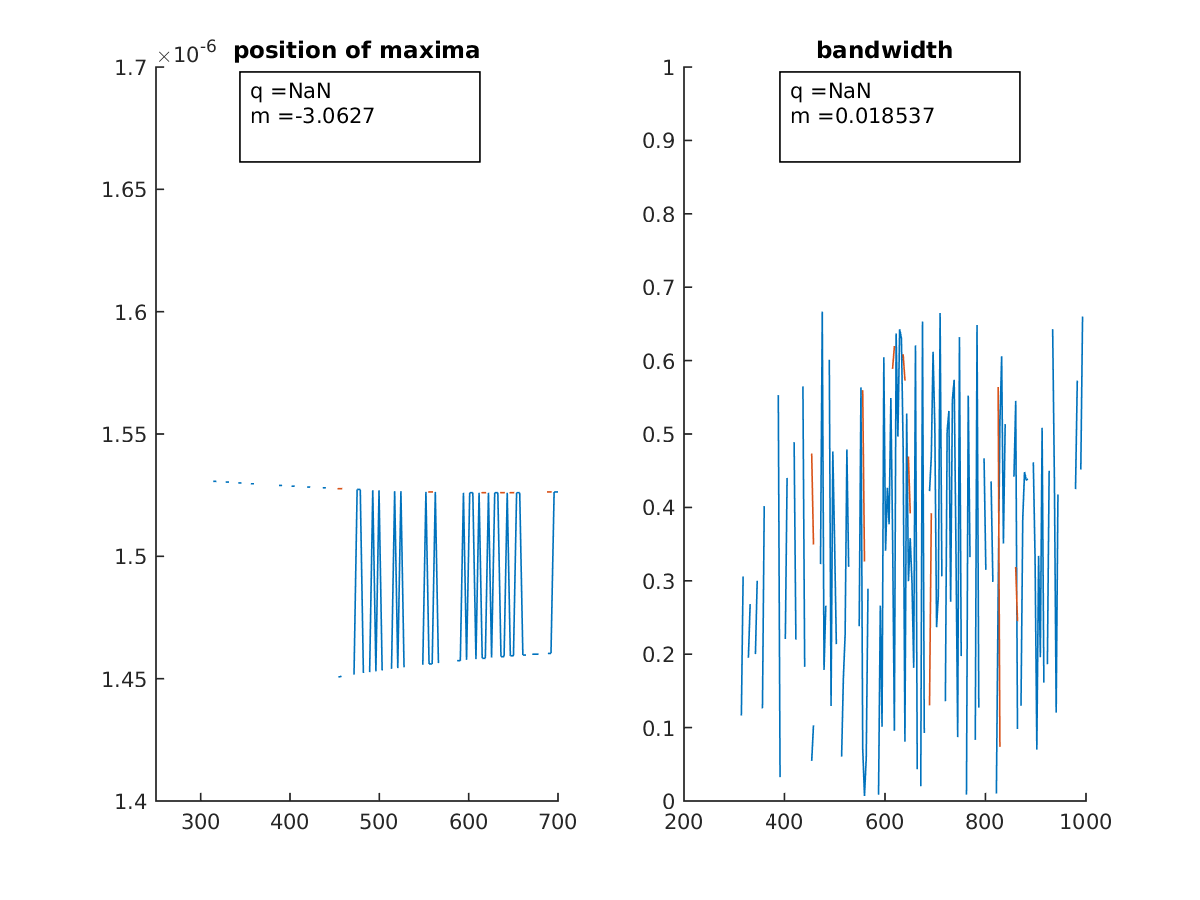 ×10-6 position of maxima
q =NaN
m =-3.0627
1.7
1.65
1.6
1.55
1.5
1.45
1.4
300 400 500 600 700
bandwidth
q =NaN
m =0.018537
1
0.9
0.8
0.7
0.6
0.5
0.4
0.3
0.2
0.1
0
200 400 600 800 1000